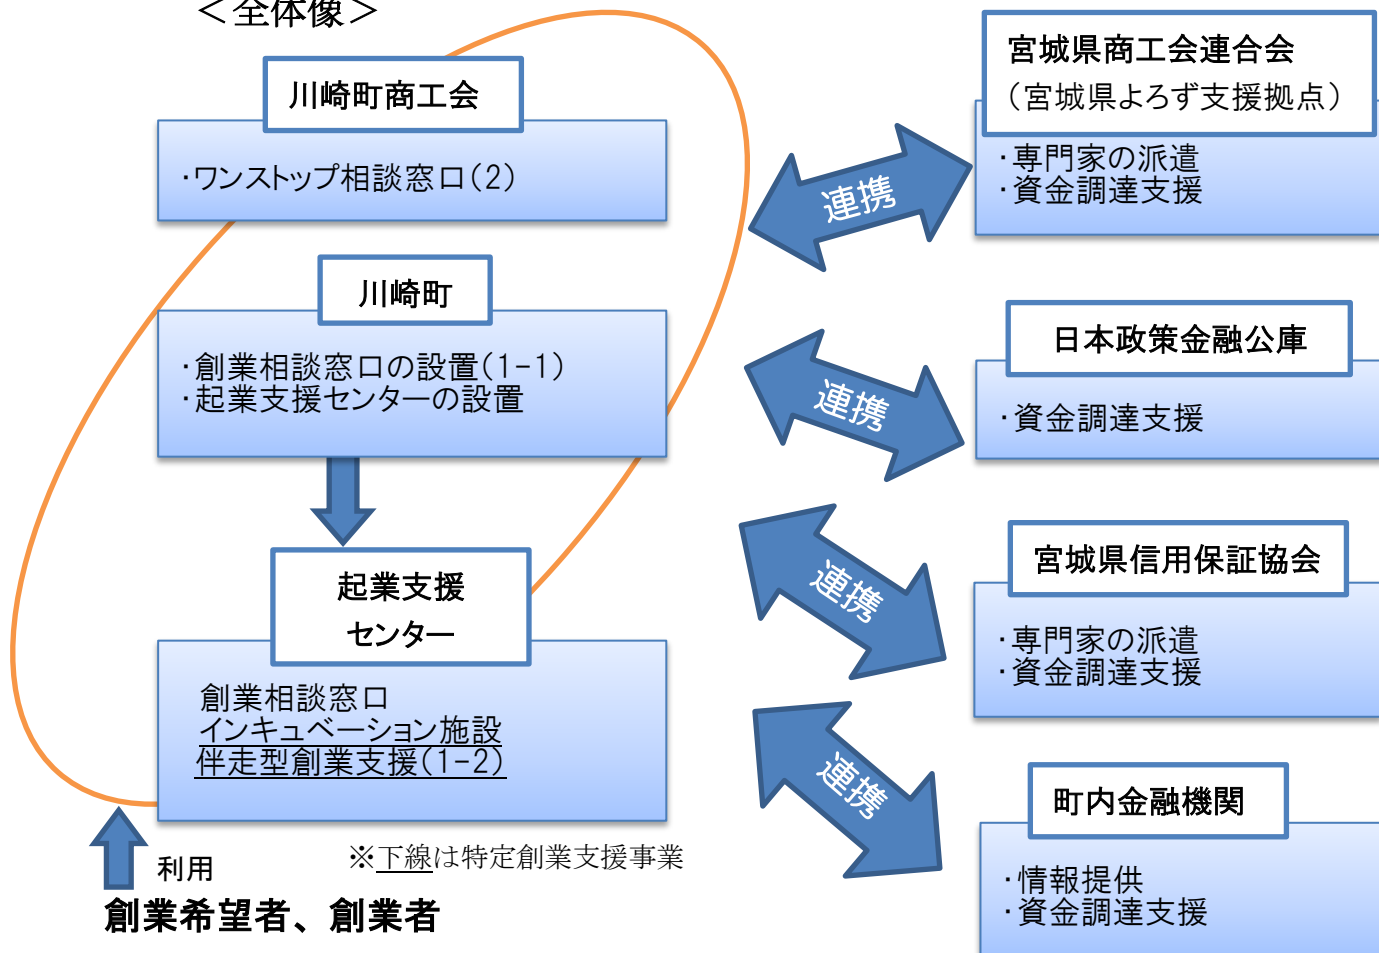 ＜全体像＞
川崎町商工会
・ワンストップ相談窓口(2)
川崎町
・創業相談窓口の設置(1-1)
・起業支援センターの設置
起業支援
センター
創業相談窓口
インキュベーション施設
伴走型創業支援(1-2)
利用
※下線は特定創業支援事業
創業希望者、創業者
連携
連携
連携
連携
宮城県商工会連合会
（宮城県よろず支援拠点）
・専門家の派遣
・資金調達支援
日本政策金融公庫
・資金調達支援
宮城県信用保証協会
・専門家の派遣
・資金調達支援
町内金融機関
・情報提供
・資金調達支援